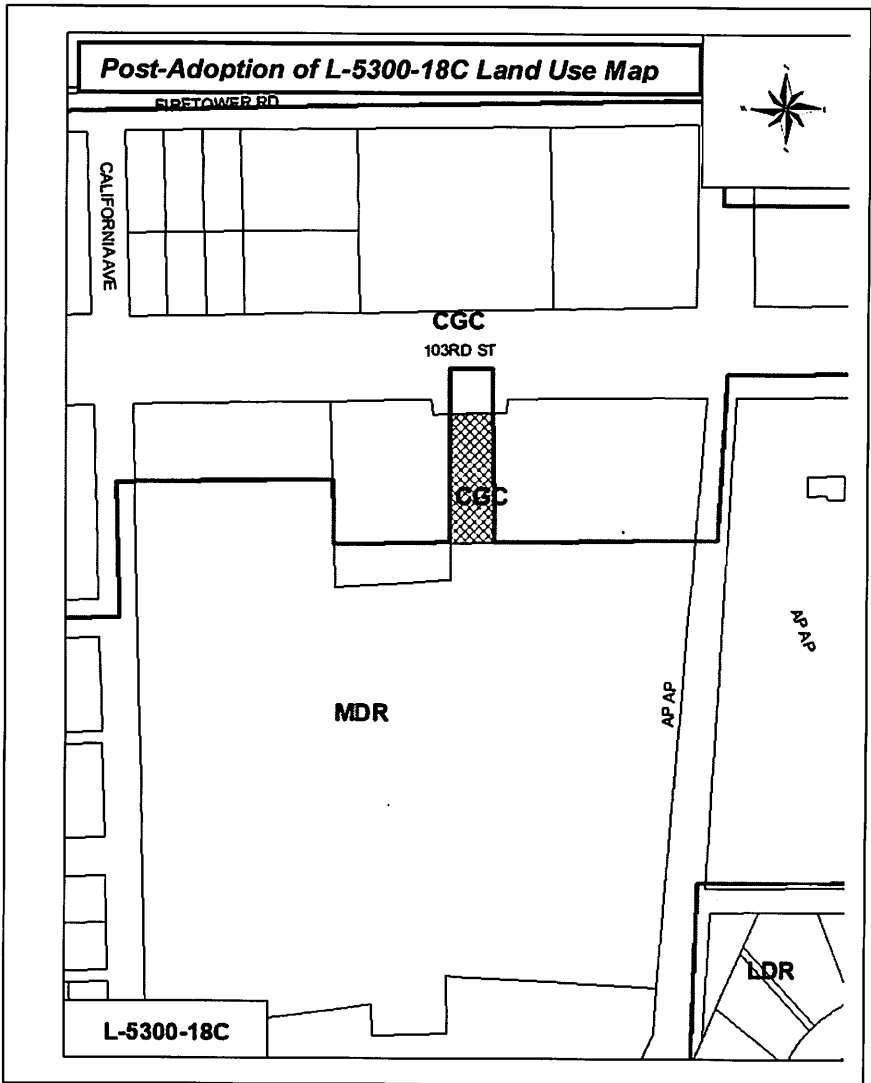 Post-Adoption of L-5300-18C Land Use Map
FIRETOWER RD
CALIFORNIA AVE
CGC
103RD ST
CGC
AP AP
AP AP
MDR
LDR
L-5300-18C